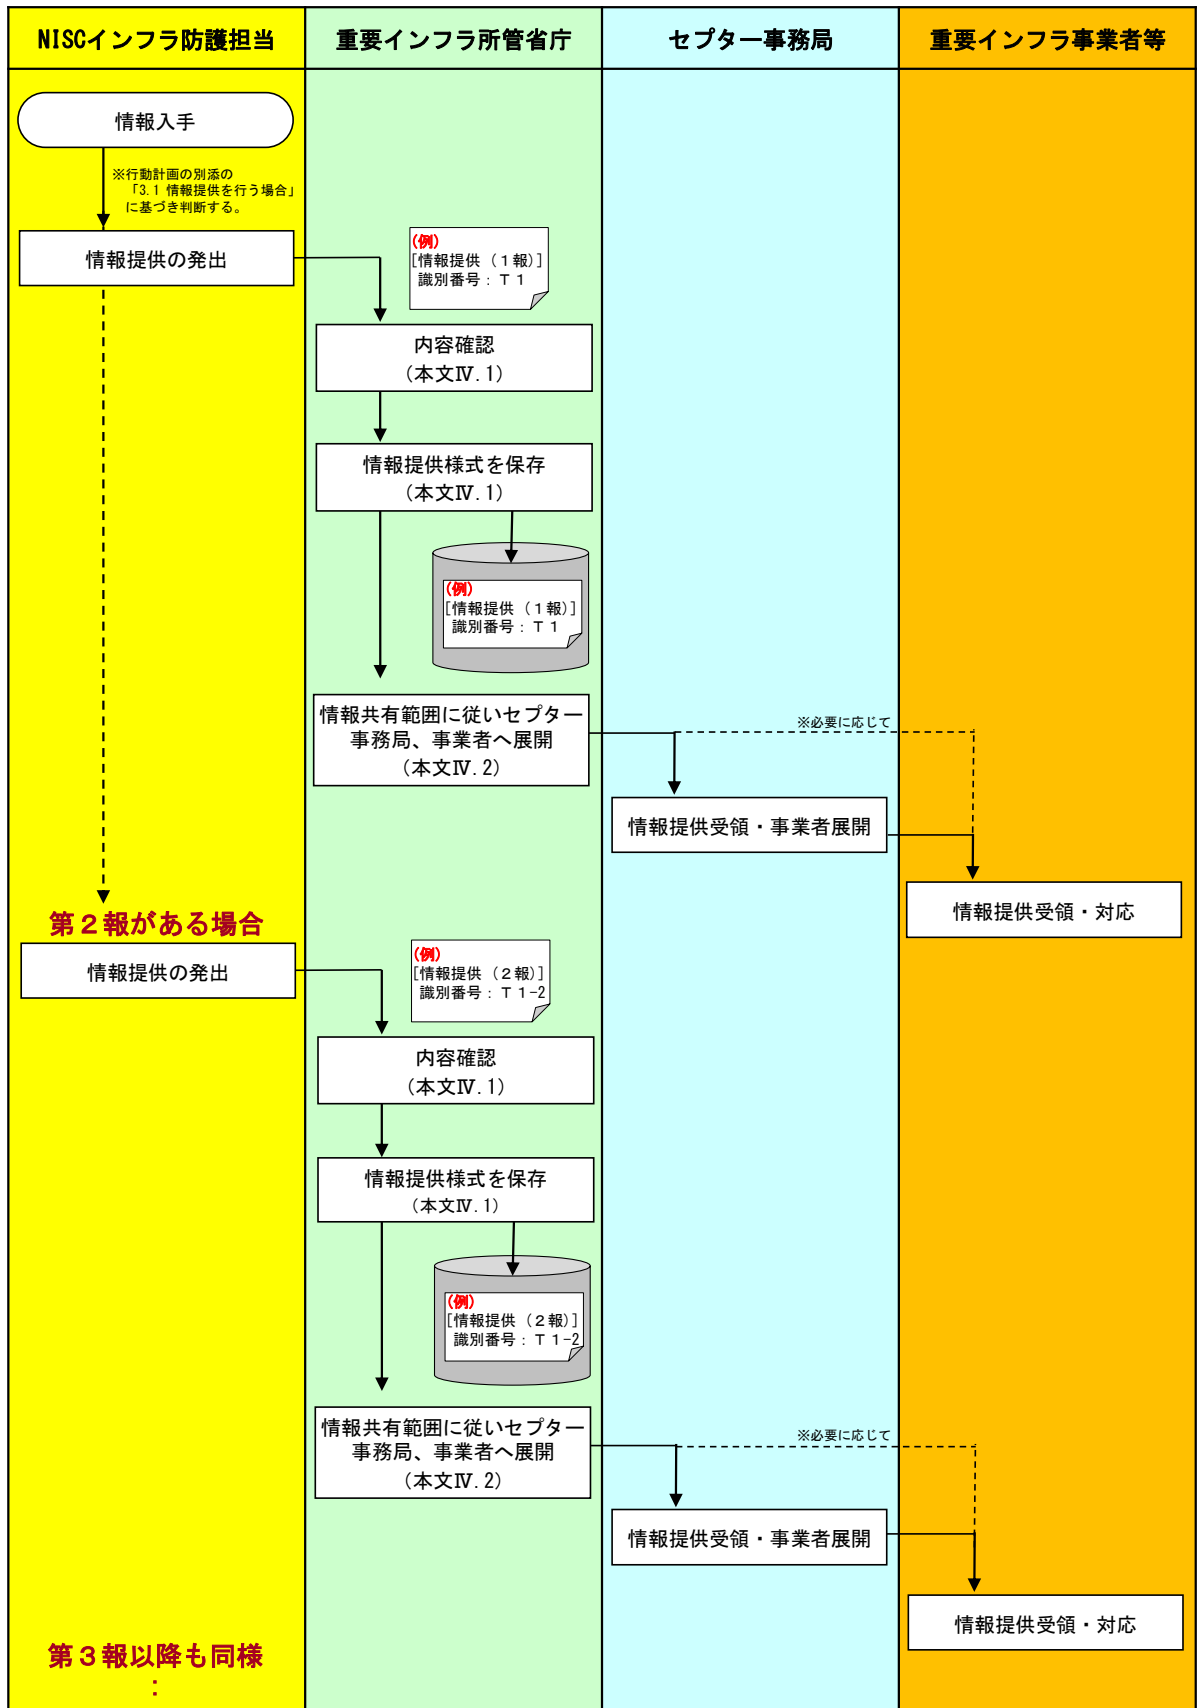 NISCインフラ防護担当
重要インフラ所管省庁
セプター事務局
重要インフラ事業者等
情報入手
※行動計画の別添の
「3.1 情報提供を行う場合」
に基づき判断する。
情報提供の発出
(例)
[情報提供（１報)]
識別番号：Ｔ１
内容確認
（本文Ⅳ.1）
情報提供様式を保存
（本文Ⅳ.1）
(例)
[情報提供（１報)]
識別番号：Ｔ１
情報共有範囲に従いセプター
事務局、事業者へ展開
（本文Ⅳ.2）
※必要に応じて
情報提供受領・事業者展開
情報提供受領・対応
第２報がある場合
情報提供の発出
(例)
[情報提供（２報)]
識別番号：Ｔ１-2
内容確認
（本文Ⅳ.1）
情報提供様式を保存
（本文Ⅳ.1）
(例)
[情報提供（２報)]
識別番号：Ｔ１-2
情報共有範囲に従いセプター
事務局、事業者へ展開
（本文Ⅳ.2）
※必要に応じて
情報提供受領・事業者展開
情報提供受領・対応
第３報以降も同様
：